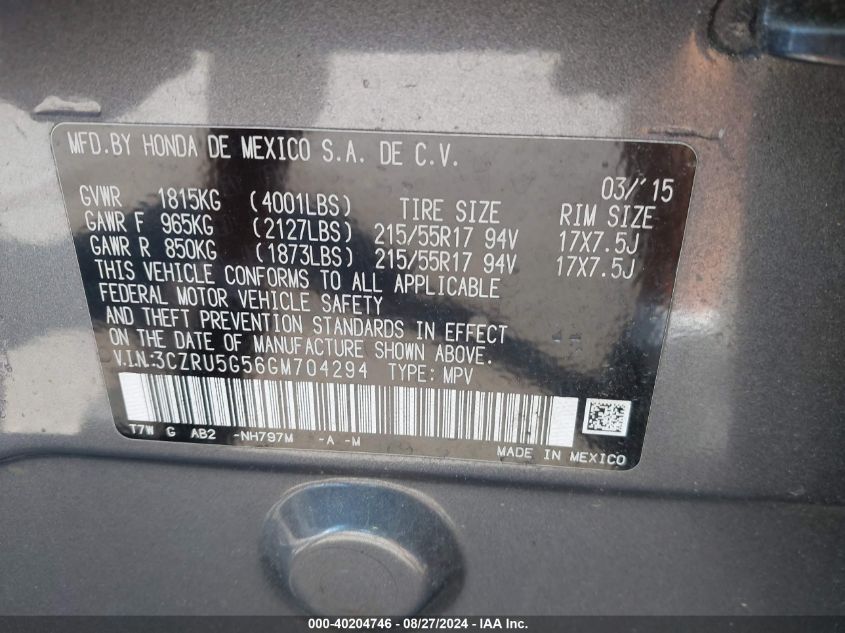 MFD.BY HONDA DE MEXICO S.A. DE C.V.
03/'15
GVWR 1815KG (4001LBS) TIRE SIZE RIM SIZE
GAWR F 965KG (2127LBS) 215/55R17 94V 17X7.5J
GAWR R 850KG (1873LBS) 215/55R17 94V 17X7.5J
THIS VEHICLE CONFORMS TO ALL APPLICABLE
FEDERAL MOTOR VEHICLE SAFETY
AND THEFT PREVENTION STANDARDS IN EFFECT
ON THE DATE OF MANUFACTURE SHOWN ABOVE.
V.I.N:3CZRU5G56GM704294 TYPE: MPV
T7W G AB2 -NH797M -A -M
MADE IN MEXICO
000-40204746 - 08/27/2024 - IAA Inc.